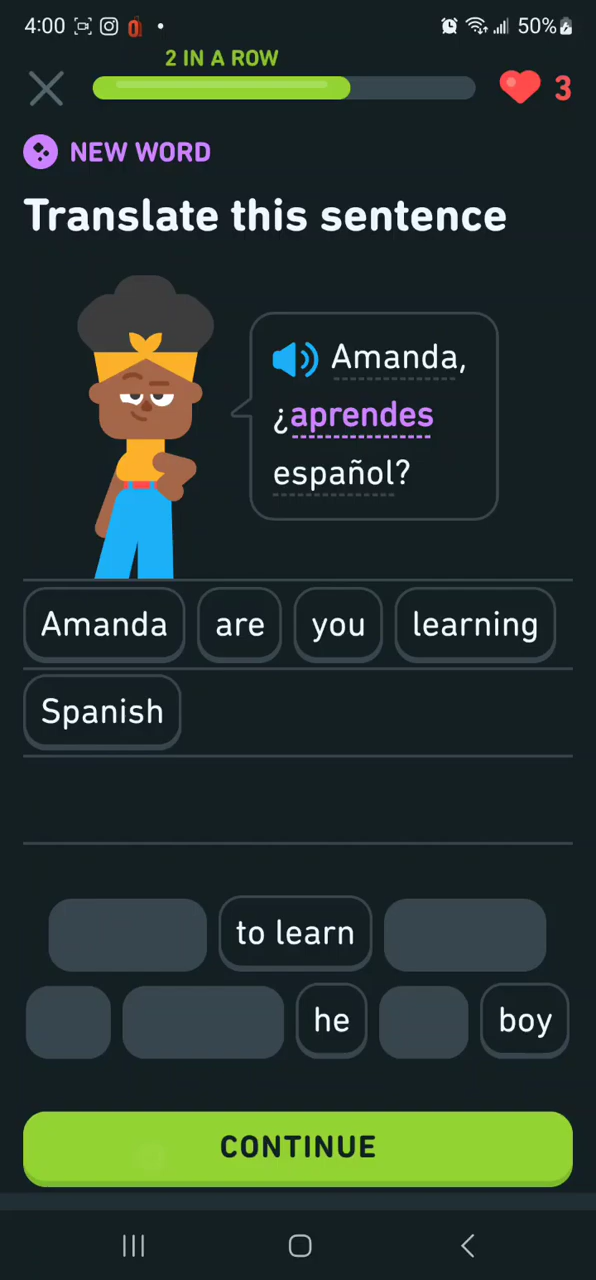 4:00 50%
2 IN A ROW
3
NEW WORD
Translate this sentence
Amanda,
¿aprendes
español?
Amanda are you learning
Spanish
to learn
he boy
CONTINUE